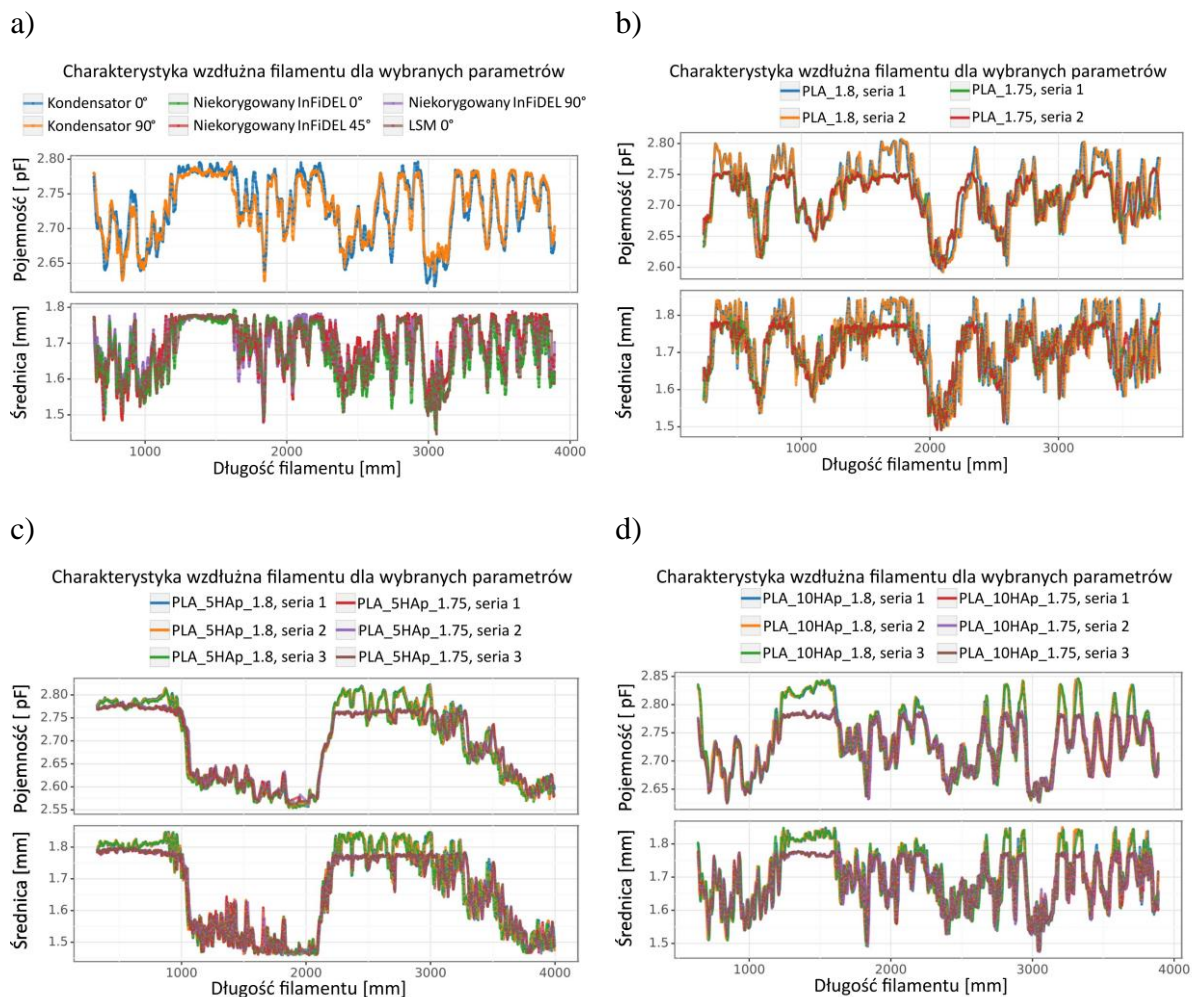 a)
Charakterystyka wzdłużna filamentu dla wybranych parametrów
Kondensator 0° Niekorygowany InFiDEL 0° Niekorygowany InFiDEL 90°
Kondensator 90° Niekorygowany InFiDEL 45° LSM 0°
Pojemność [ pF]
2.80
2.75
2.70
2.65
Średnica [mm]
1.8
1.7
1.6
1.5
1000 2000 3000 4000
Długość filamentu [mm]
b)
Charakterystyka wzdłużna filamentu dla wybranych parametrów
PLA_1.8, seria 1 PLA_1.75, seria 1
PLA_1.8, seria 2 PLA_1.75, seria 2
Pojemność [ pF]
2.80
2.75
2.70
2.65
2.60
Średnica [mm]
1.8
1.7
1.6
1.5
1000 2000 3000
Długość filamentu [mm]
c)
Charakterystyka wzdłużna filamentu dla wybranych parametrów
PLA_5HAp_1.8, seria 1 PLA_5HAp_1.75, seria 1
PLA_5HAp_1.8, seria 2 PLA_5HAp_1.75, seria 2
PLA_5HAp_1.8, seria 3 PLA_5HAp_1.75, seria 3
Pojemność [ pF]
2.80
2.75
2.70
2.65
2.60
2.55
Średnica [mm]
1.8
1.7
1.6
1.5
1000 2000 3000 4000
Długość filamentu [mm]
d)
Charakterystyka wzdłużna filamentu dla wybranych parametrów
PLA_10HAp_1.8, seria 1 PLA_10HAp_1.75, seria 1
PLA_10HAp_1.8, seria 2 PLA_10HAp_1.75, seria 2
PLA_10HAp_1.8, seria 3 PLA_10HAp_1.75, seria 3
Pojemność [ pF]
2.85
2.80
2.75
2.70
2.65
Średnica [mm]
1.8
1.7
1.6
1.5
1000 2000 3000 4000
Długość filamentu [mm]